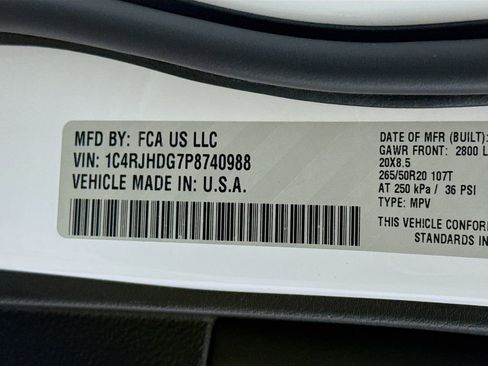 MFD BY: FCA US LLC
VIN: 1C4RJHDG7P8740988
VEHICLE MADE IN: U.S.A.
DATE OF MFR (BUILT):
GAWR FRONT: 2800 L
20X8.5
265/50R20 107T
AT 250 kPa / 36 PSI
TYPE: MPV
THIS VEHICLE CONFOR
STANDARDS IN